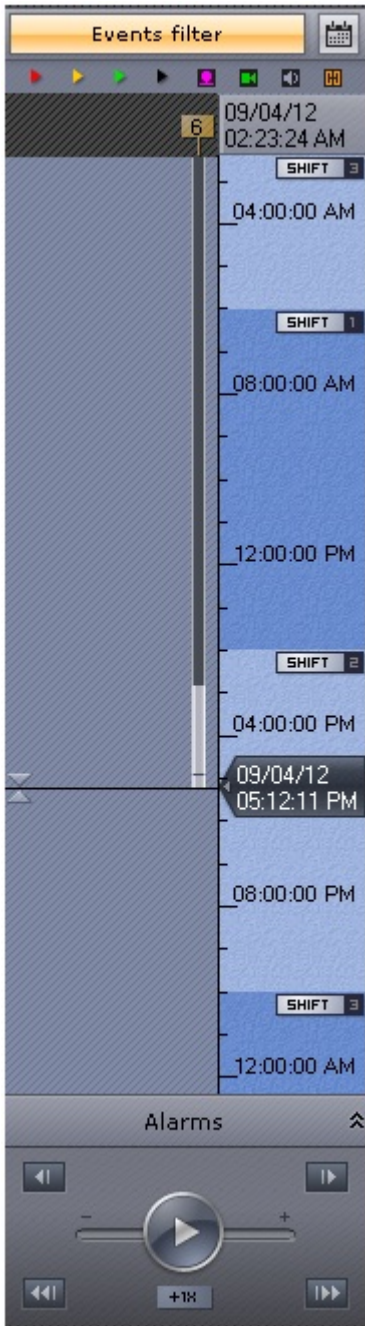 Events filter
6
09/04/12
02:23:24 AM
SHIFT 3
04:00:00 AM
SHIFT 1
08:00:00 AM
12:00:00 PM
SHIFT 2
04:00:00 PM
09/04/12
05:12:11 PM
08:00:00 PM
SHIFT 3
12:00:00 AM
Alarms
- +
+1X